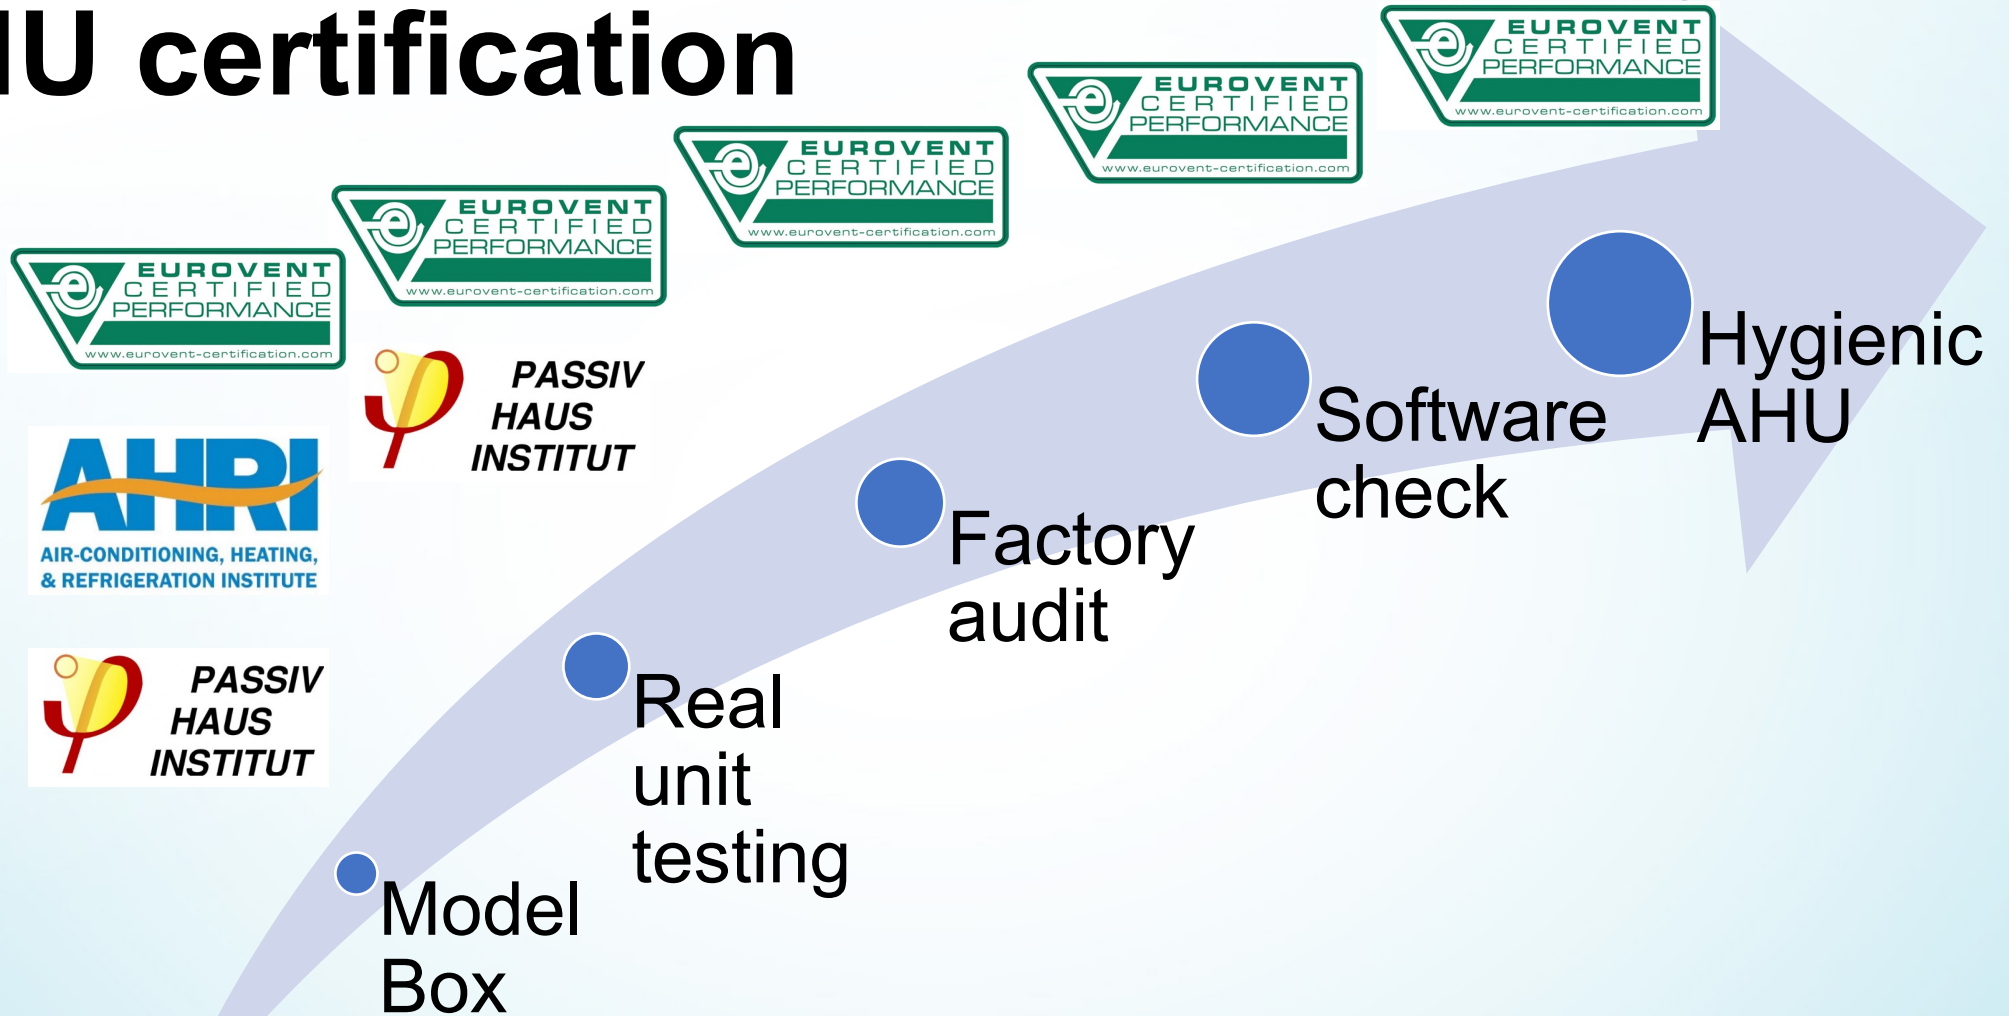 HU certification
EUROVENT
CERTIFIED
PERFORMANCE
www.eurovent-certification.com
EUROVENT
CERTIFIED
PERFORMANCE
www.eurovent-certification.com
EUROVENT
CERTIFIED
PERFORMANCE
www.eurovent-certification.com
EUROVENT
CERTIFIED
PERFORMANCE
www.eurovent-certification.com
EUROVENT
CERTIFIED
PERFORMANCE
www.eurovent-certification.com
AHRI
AIR-CONDITIONING, HEATING,
& REFRIGERATION INSTITUTE
PASSIV
HAUS
INSTITUT
PASSIV
HAUS
INSTITUT
Model
Box
Real
unit
testing
Factory
audit
Software
check
Hygienic
AHU